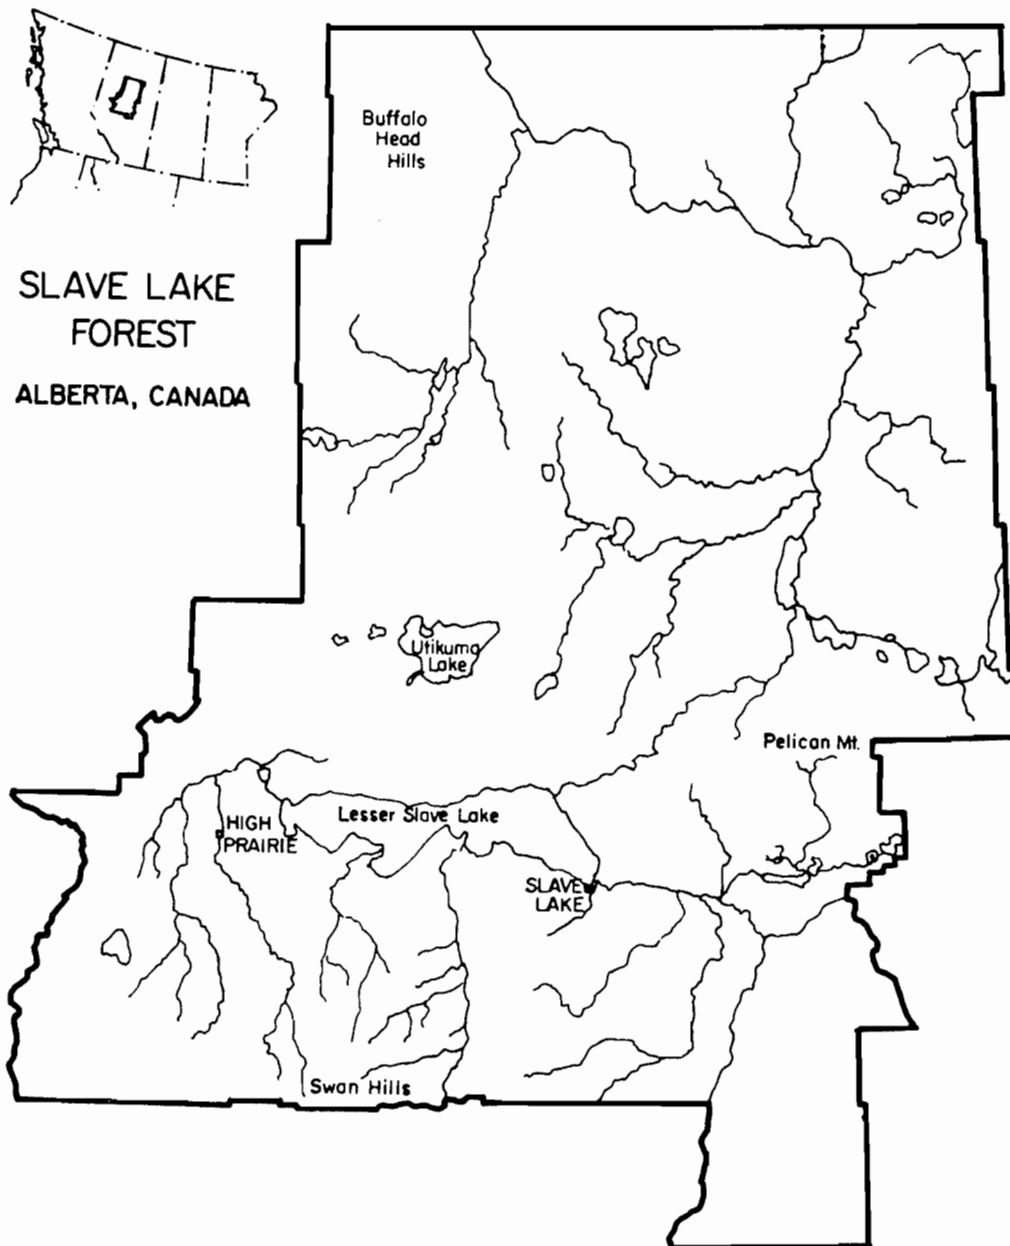 SLAVE LAKE
FOREST
ALBERTA, CANADA
Buffalo
Head
Hills
Utikuma
Lake
Pelican Mt.
Lesser Slave Lake
HIGH
PRAIRIE
SLAVE
LAKE
Swan Hills